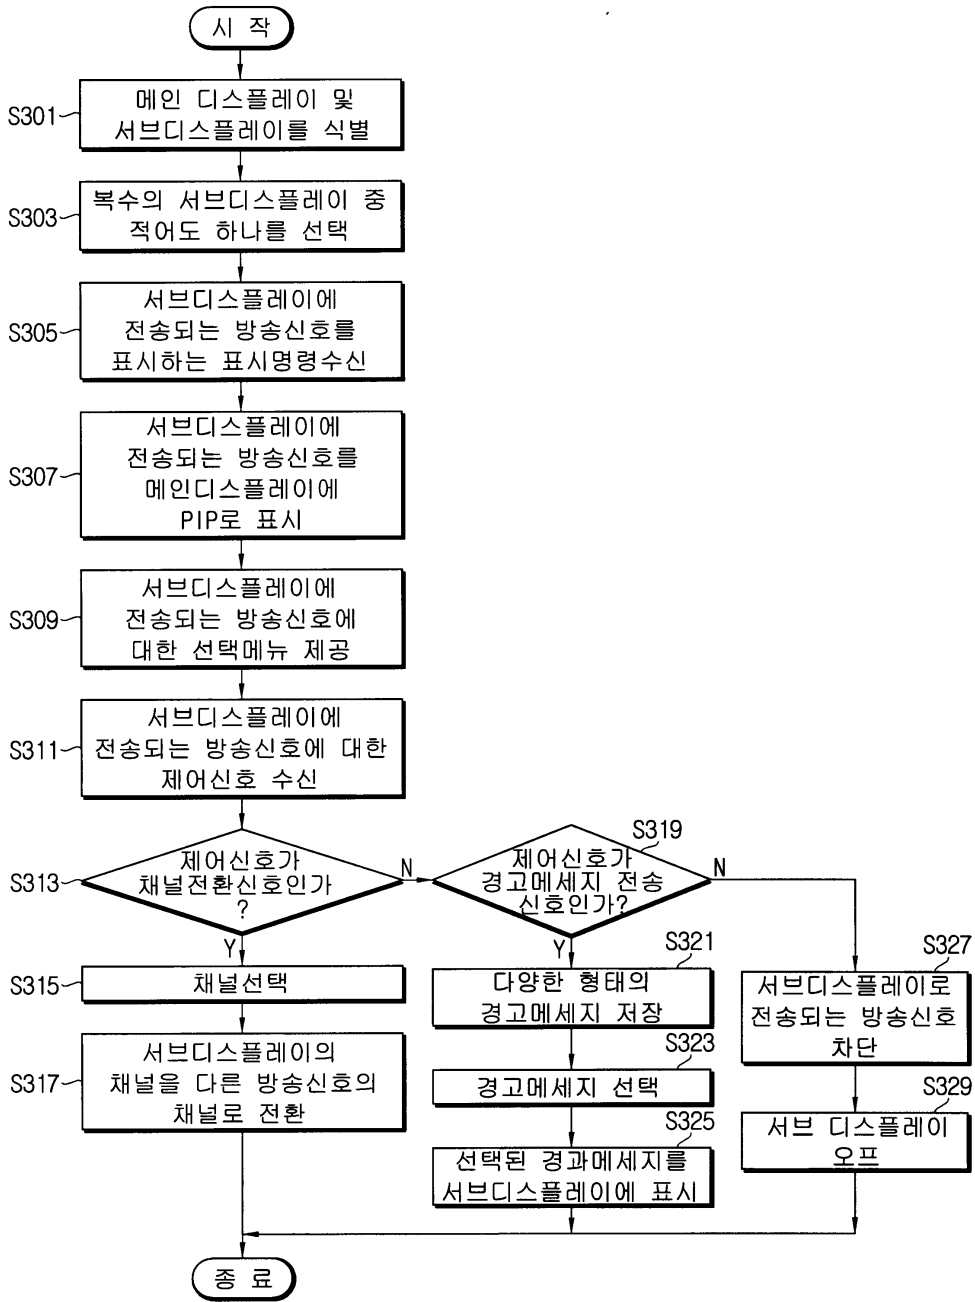 시 작
S301
메인 디스플레이 및
서브디스플레이를 식별
S303
복수의 서브디스플레이 중
적어도 하나를 선택
S305
서브디스플레이에
전송되는 방송신호를
표시하는 표시명령수신
S307
서브디스플레이에
전송되는 방송신호를
메인디스플레이에
PIP로 표시
S309
서브디스플레이에
전송되는 방송신호에
대한 선택메뉴 제공
S311
서브디스플레이에
전송되는 방송신호에 대한
제어신호 수신
S313
제어신호가
채널전환신호인가
?
N
Y
S315
채널선택
S317
서브디스플레이의
채널을 다른 방송신호의
채널로 전환
S319
제어신호가
경고메세지 전송
신호인가?
N
Y
S321
다양한 형태의
경고메세지 저장
S323
경고메세지 선택
S325
선택된 경과메세지를
서브디스플레이에 표시
S327
서브디스플레이로
전송되는 방송신호
차단
S329
서브 디스플레이
오프
종 료